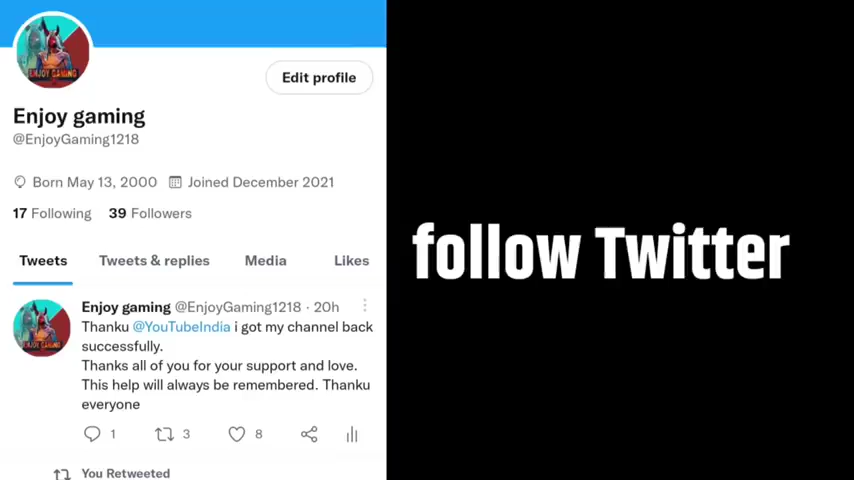 ENJOY GAMING
Edit profile
Enjoy gaming
@EnjoyGaming1218
Born May 13, 2000 Joined December 2021
17 Following 39 Followers
Tweets Tweets & replies Media Likes
Enjoy gaming @EnjoyGaming1218 · 20h
Thanku @YouTubeIndia i got my channel back
successfully.
Thanks all of you for your support and love.
This help will always be remembered. Thanku
everyone
1 3 8
You Retweeted
follow Twitter